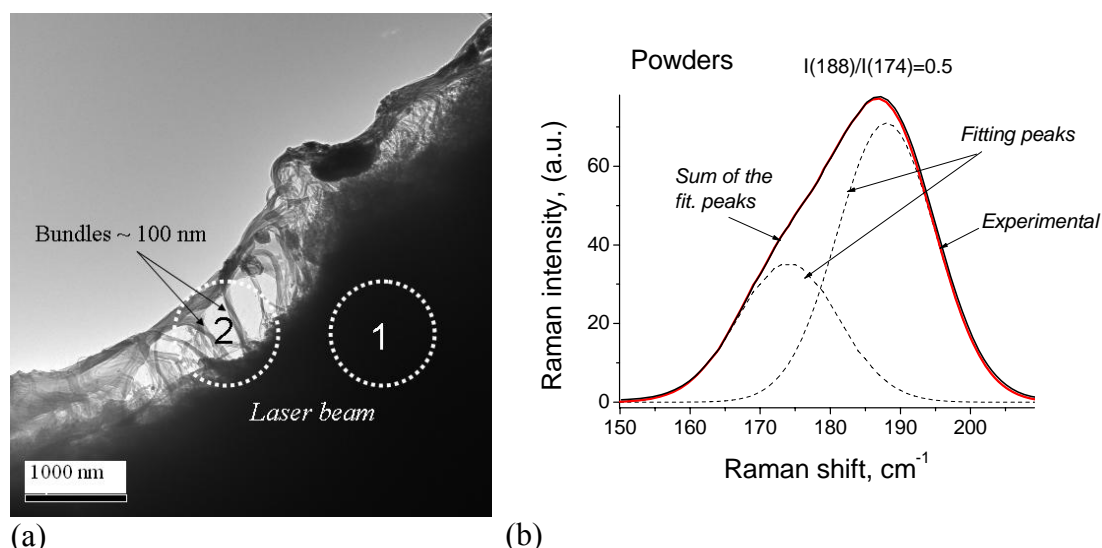 Bundles ~ 100 nm
2
1
Laser beam
1000 nm
(a)
Powders
I(188)/I(174)=0.5
Fitting peaks
Sum of the
fit. peaks
Experimental
Raman intensity, (a.u.)
60
40
20
0
150 160 170 180 190 200
Raman shift, cm⁻¹
(b)